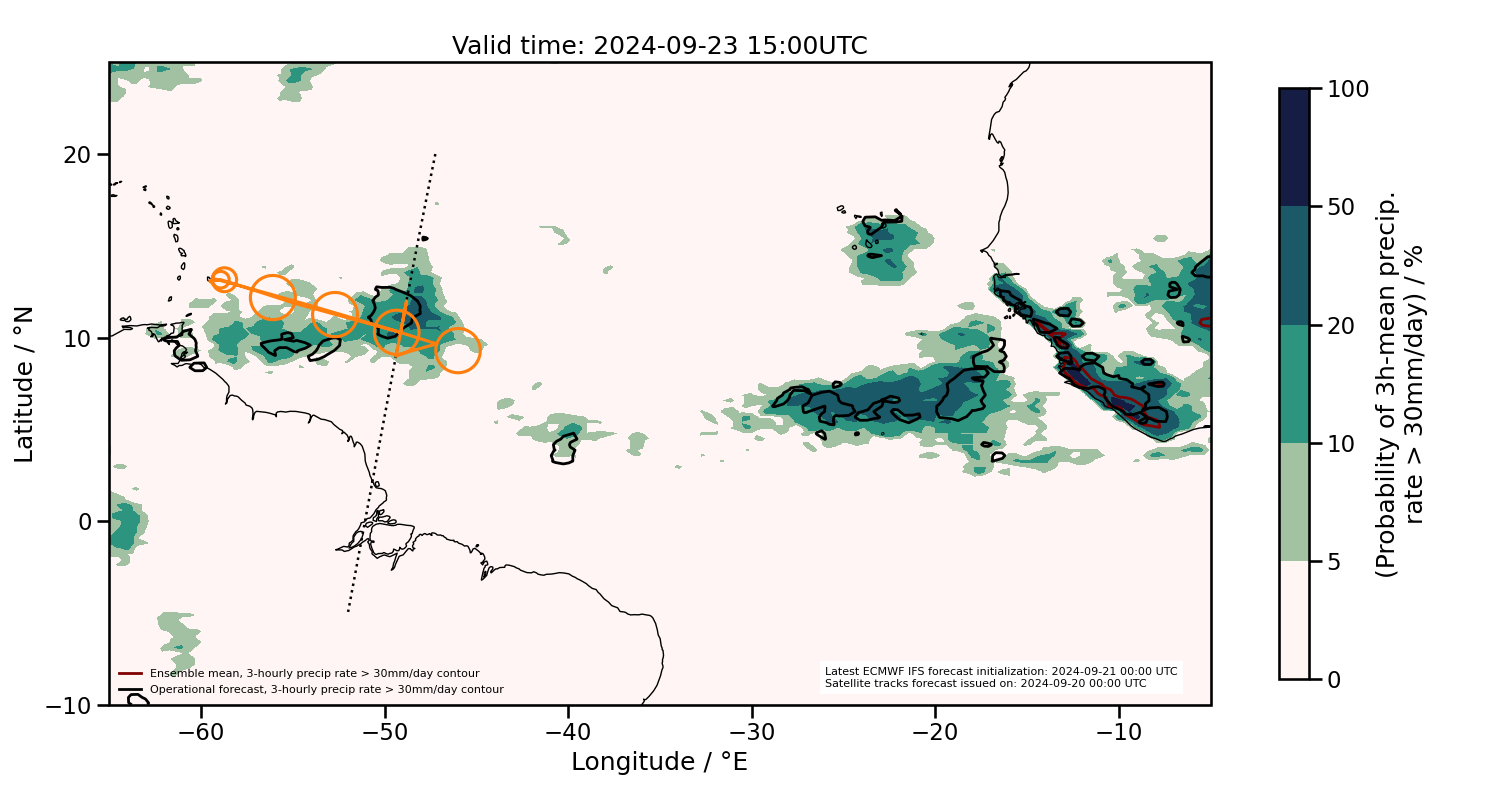 Valid time: 2024-09-23 15:00UTC
Latitude / °N
20
10
0
−10
−60
−50
−40
−30
−20
−10
Longitude / °E
Ensemble mean, 3-hourly precip rate > 30mm/day contour
Operational forecast, 3-hourly precip rate > 30mm/day contour
Latest ECMWF IFS forecast initialization: 2024-09-21 00:00 UTC
Satellite tracks forecast issued on: 2024-09-20 00:00 UTC
100
50
20
10
5
0
(Probability of 3h-mean precip.
rate > 30mm/day) / %